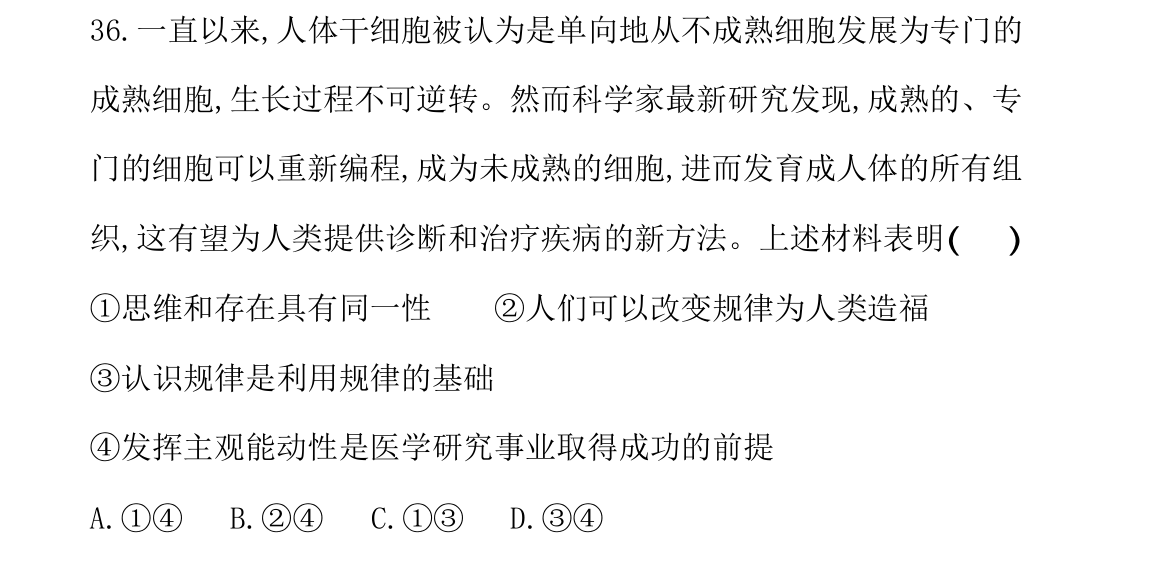 36.一直以来,人体干细胞被认为是单向地从不成熟细胞发展为专门的
成熟细胞,生长过程不可逆转。然而科学家最新研究发现,成熟的、专
门的细胞可以重新编程,成为未成熟的细胞,进而发育成人体的所有组
织,这有望为人类提供诊断和治疗疾病的新方法。上述材料表明(  )
①思维和存在具有同一性  ②人们可以改变规律为人类造福
③认识规律是利用规律的基础
④发挥主观能动性是医学研究事业取得成功的前提
A.①④  B.②④  C.①③  D.③④